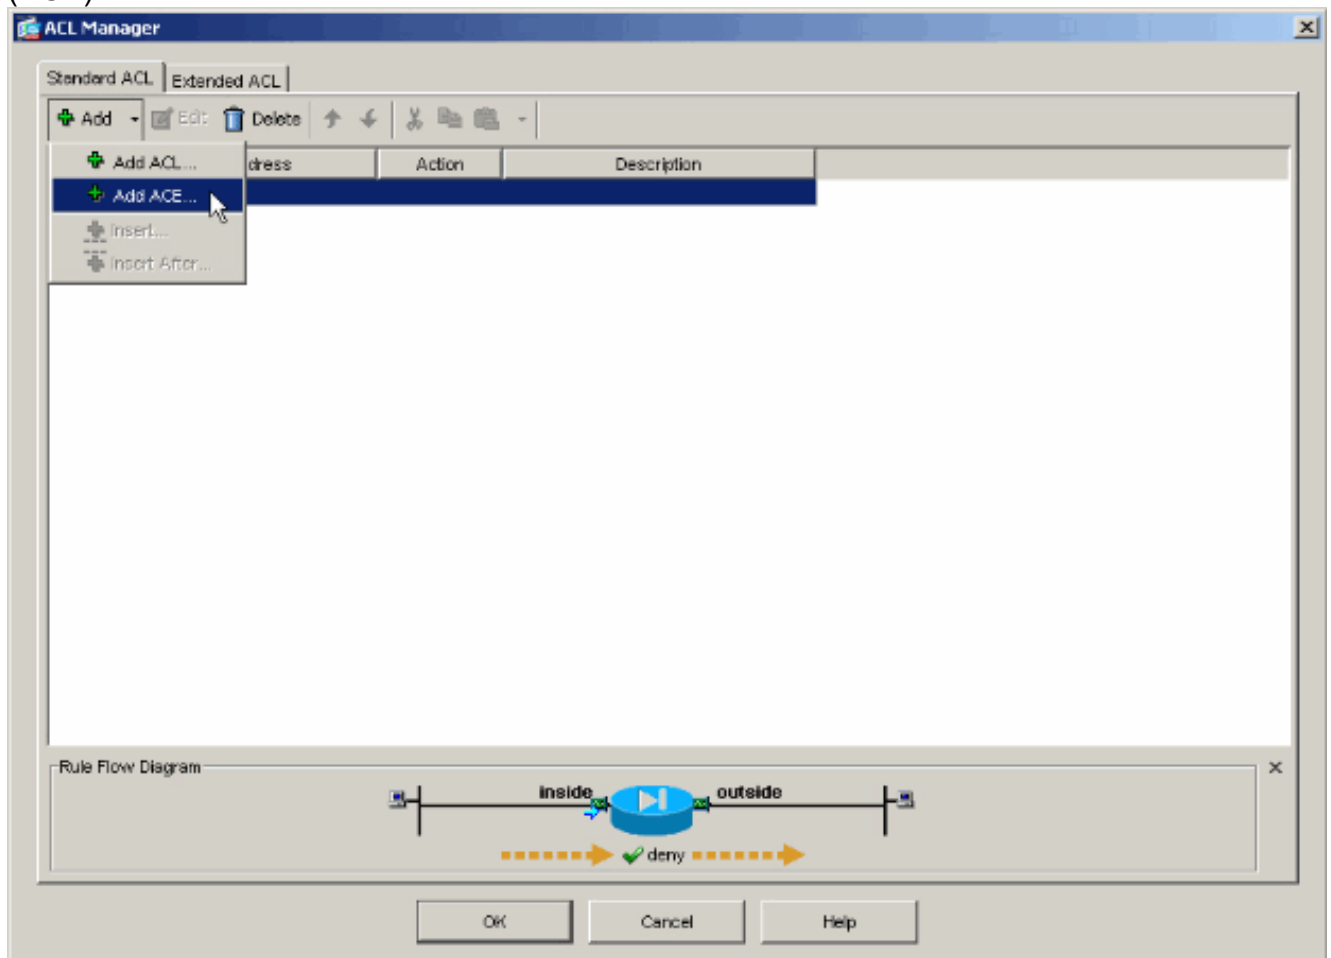 ACL Manager
Standard ACL Extended ACL
Add Edit Delete
Add ACL... dress Action Description
Add ACE...
Insert...
Insert After...
Rule Flow Diagram
inside outside
deny
OK Cancel Help